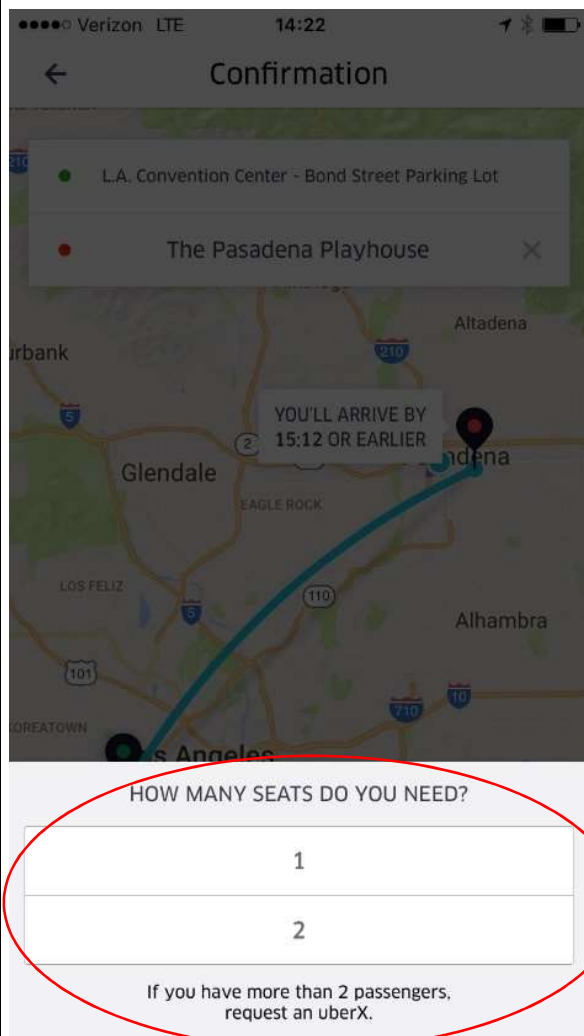 Verizon LTE 14:22
Confirmation
210
L.A. Convention Center - Bond Street Parking Lot
The Pasadena Playhouse
Altadena
210
YOU'LL ARRIVE BY
15:12 OR EARLIER
5
2
Glendale
EAGLE ROCK
LOS FELIZ
110
5
Alhambra
101
10
710
Angeles
HOW MANY SEATS DO YOU NEED?
1
2
If you have more than 2 passengers,
request an uberX.